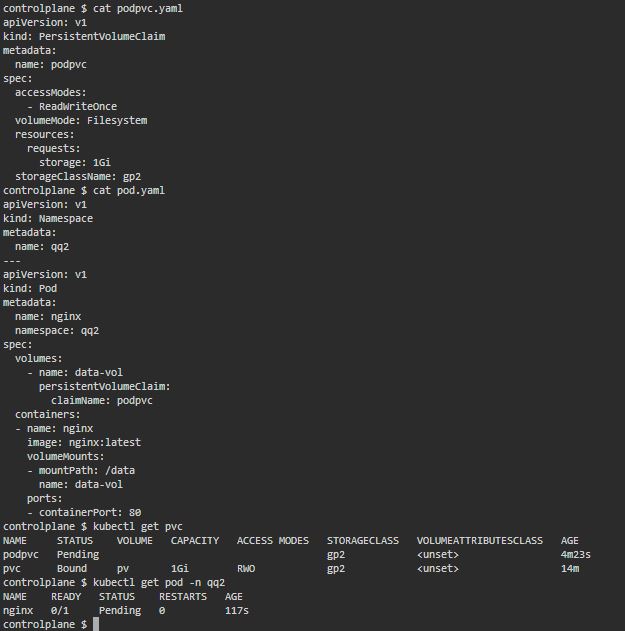 controlplane $ cat podpvc.yaml
apiVersion: v1
kind: PersistentVolumeClaim
metadata:
  name: podpvc
spec:
  accessModes:
    - ReadWriteOnce
  volumeMode: Filesystem
  resources:
    requests:
      storage: 1Gi
  storageClassName: gp2
controlplane $ cat pod.yaml
apiVersion: v1
kind: Namespace
metadata:
  name: qq2
---
apiVersion: v1
kind: Pod
metadata:
  name: nginx
  namespace: qq2
spec:
  volumes:
    - name: data-vol
      persistentVolumeClaim:
        claimName: podpvc
  containers:
  - name: nginx
    image: nginx:latest
    volumeMounts:
    - mountPath: /data
      name: data-vol
    ports:
    - containerPort: 80
controlplane $ kubectl get pvc
NAME     STATUS    VOLUME   CAPACITY   ACCESS MODES   STORAGECLASS   VOLUMEATTRIBUTESCLASS   AGE
podpvc   Pending                                      gp2            <unset>                 4m23s
pvc      Bound     pv       1Gi        RWO            gp2            <unset>                 14m
controlplane $ kubectl get pod -n qq2
NAME    READY   STATUS    RESTARTS   AGE
nginx   0/1     Pending   0          117s
controlplane $